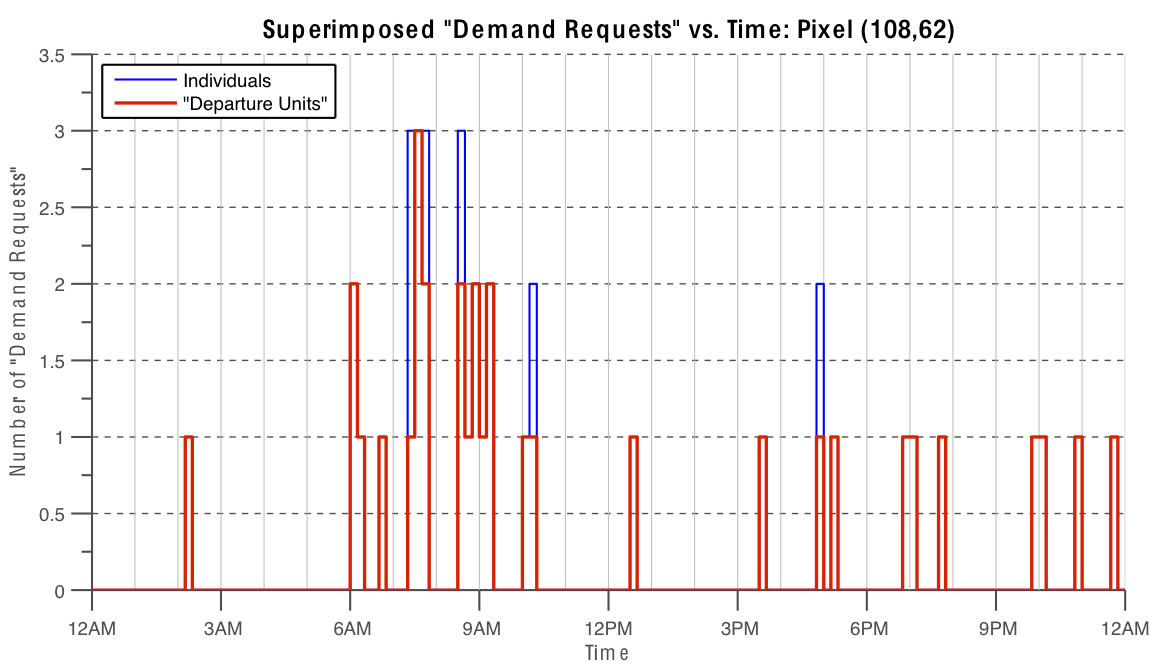 Superimposed "Demand Requests" vs. Time: Pixel (108,62)
Individuals
"Departure Units"
Number of "Demand Requests"
3.5
3
2.5
2
1.5
1
0.5
0
12AM 3AM 6AM 9AM 12PM 3PM 6PM 9PM 12AM
Time